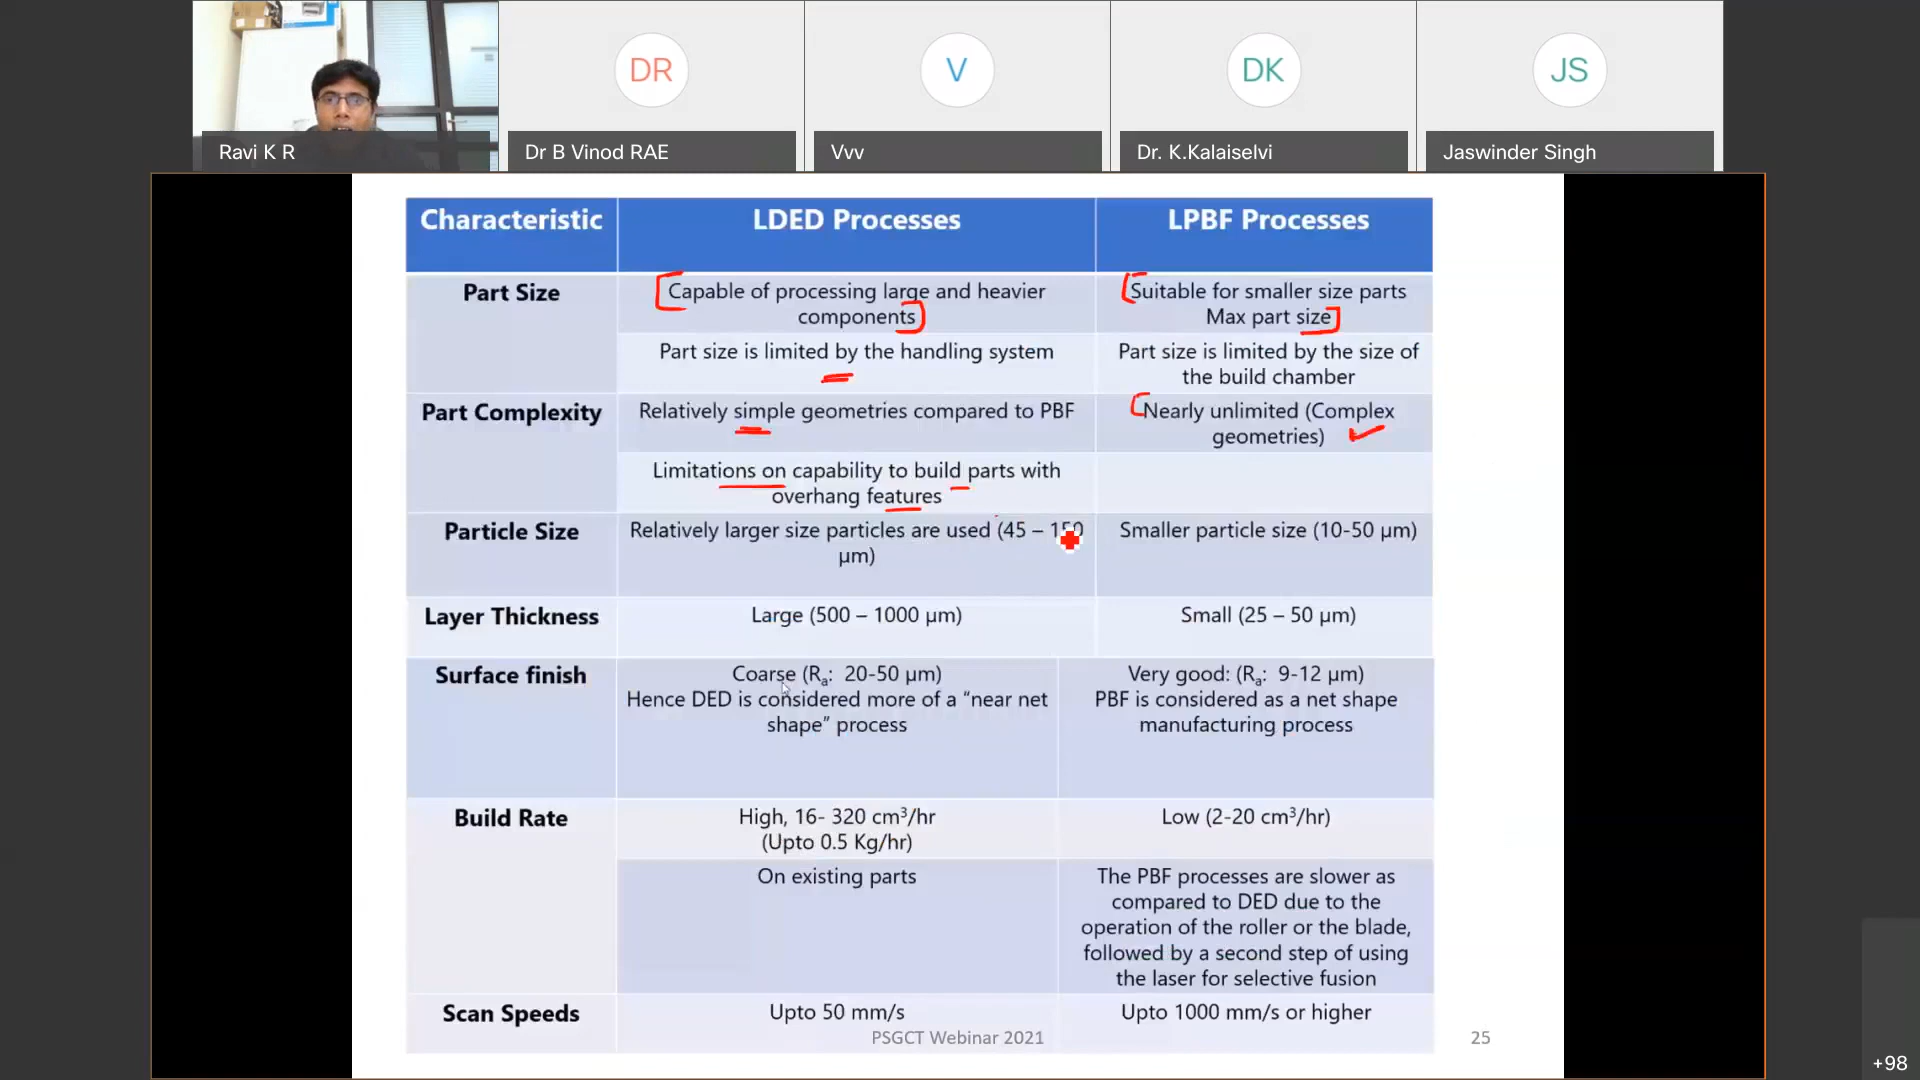 DR
V
DK
JS
Ravi K R
Dr B Vinod RAE
Vvv
Dr. K.Kalaiselvi
Jaswinder Singh
Characteristic
LDED Processes
LPBF Processes
Part Size
Capable of processing large and heavier
components
Suitable for smaller size parts
Max part size
Part size is limited by the handling system
Part size is limited by the size of
the build chamber
Part Complexity
Relatively simple geometries compared to PBF
Nearly unlimited (Complex
geometries)
Limitations on capability to build parts with
overhang features
Particle Size
Relatively larger size particles are used (45 – 150
µm)
Smaller particle size (10-50 µm)
Layer Thickness
Large (500 – 1000 µm)
Small (25 – 50 µm)
Surface finish
Coarse (Ra: 20-50 µm)
Hence DED is considered more of a “near net
shape” process
Very good: (Ra: 9-12 µm)
PBF is considered as a net shape
manufacturing process
Build Rate
High, 16- 320 cm³/hr
(Upto 0.5 Kg/hr)
Low (2-20 cm³/hr)
On existing parts
The PBF processes are slower as
compared to DED due to the
operation of the roller or the blade,
followed by a second step of using
the laser for selective fusion
Scan Speeds
Upto 50 mm/s
Upto 1000 mm/s or higher
PSGCT Webinar 2021
25
+98